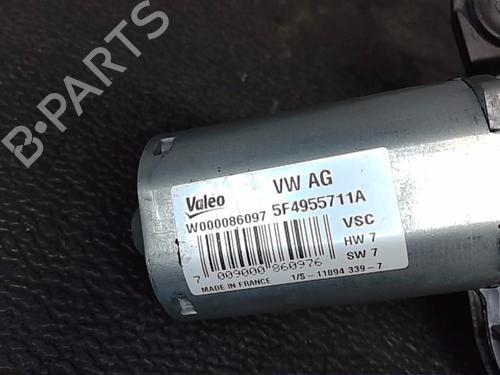 B-PARTS
Valeo
VW AG
W000086097 5F4955711A
VSC
HW 7
SW 7
7 009000 860976
MADE IN FRANCE 1/S-11894 339-7